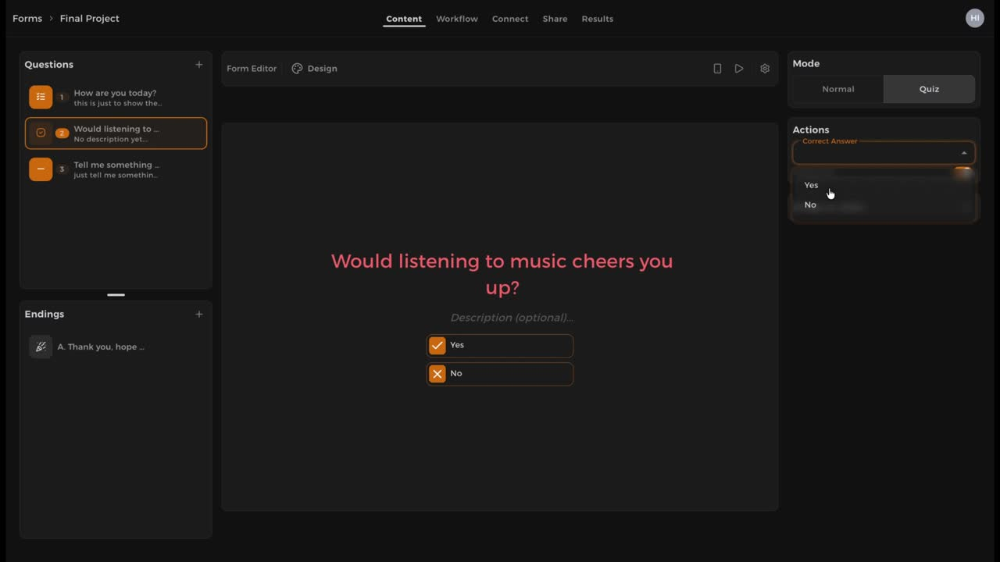 Forms > Final Project
Content Workflow Connect Share Results
HI
Questions
1 How are you today?
this is just to show the...
2 Would listening to ...
No description yet...
3 Tell me something ...
just tell me somethin...
Endings
A. Thank you, hope ...
Form Editor
Design
Would listening to music cheers you
up?
Description (optional)...
Yes
No
Mode
Normal Quiz
Actions
Correct Answer
Yes
No